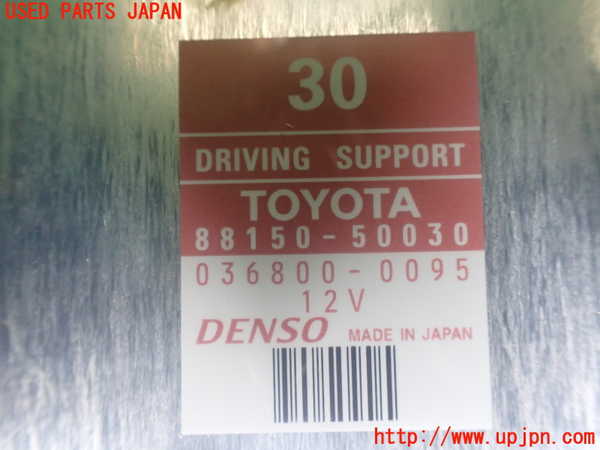 USED PARTS JAPAN
30
DRIVING SUPPORT
TOYOTA
88150-50030
036800-0095
12V
DENSO MADE IN JAPAN
http://www.upjpn.com/